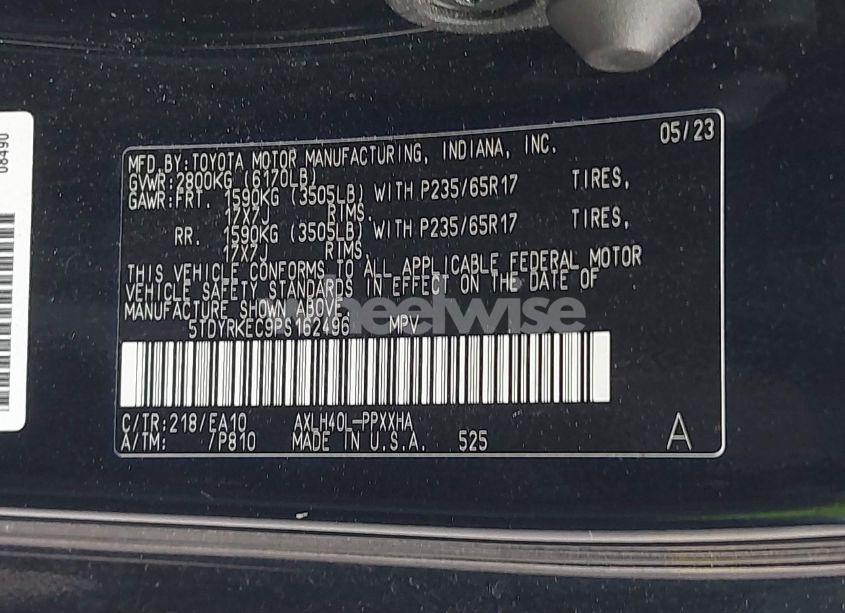 08490
05/23
MFD.BY:TOYOTA MOTOR MANUFACTURING, INDIANA, INC.
GVWR:2800KG (6170LB)
GAWR:FRT. 1590KG (3505LB) WITH P235/65R17 TIRES,
17X7J RIMS.
RR. 1590KG (3505LB) WITH P235/65R17 TIRES,
17X7J RIMS.
THIS VEHICLE CONFORMS TO ALL APPLICABLE FEDERAL MOTOR
VEHICLE SAFETY STANDARDS IN EFFECT ON THE DATE OF
MANUFACTURE SHOWN ABOVE.
wheelwise
5TDYRKEC9PS162496 MPV
C/TR:218/EA10 AXLH40L-PPXXHA
A/TM: /P810 MADE IN U.S.A. 525 A